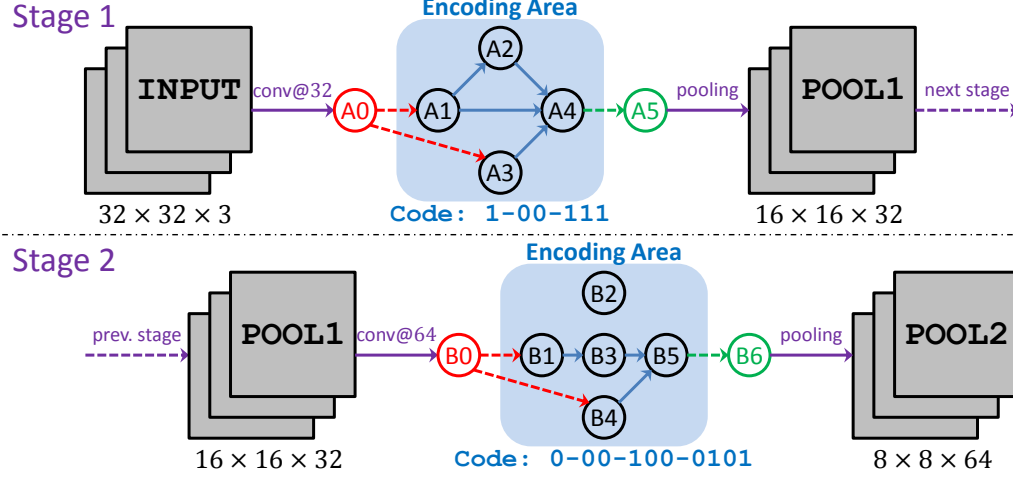 Stage 1
Encoding Area
INPUT
conv@32
A0
A1
A2
A3
A4
A5
pooling
POOL1
next stage
32 × 32 × 3
Code: 1-00-111
16 × 16 × 32
Stage 2
Encoding Area
prev. stage
POOL1
conv@64
B0
B1
B2
B3
B4
B5
B6
pooling
POOL2
16 × 16 × 32
Code: 0-00-100-0101
8 × 8 × 64